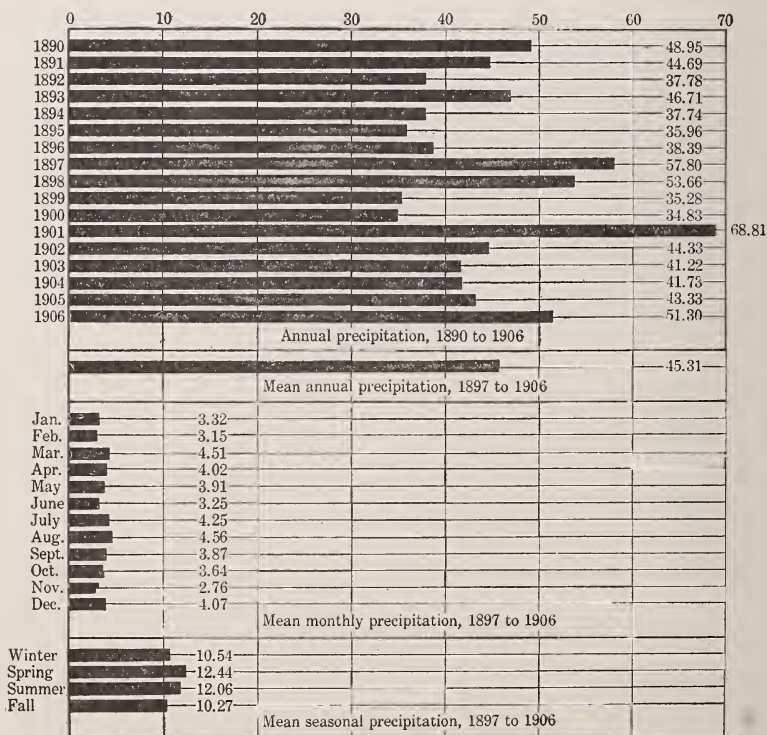 0 10 20 30 40 50 60 70
1890 48.95
1891 44.69
1892 37.78
1893 46.71
1894 37.74
1895 35.96
1896 38.39
1897 57.80
1898 53.66
1899 35.28
1900 34.83
1901 68.81
1902 44.33
1903 41.22
1904 41.73
1905 43.33
1906 51.30
Annual precipitation, 1890 to 1906
45.31
Mean annual precipitation, 1897 to 1906
Jan. 3.32
Feb. 3.15
Mar. 4.51
Apr. 4.02
May 3.91
June 3.25
July 4.25
Aug. 4.56
Sept. 3.87
Oct. 3.64
Nov. 2.76
Dec. 4.07
Mean monthly precipitation, 1897 to 1906
Winter 10.54
Spring 12.44
Summer 12.06
Fall 10.27
Mean seasonal precipitation, 1897 to 1906